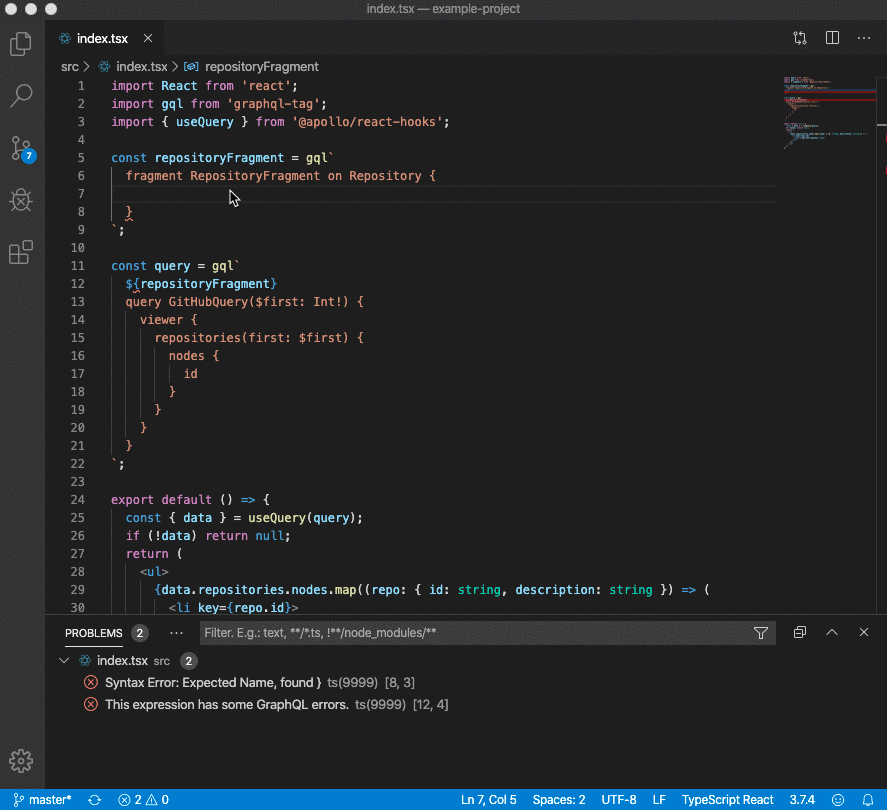 index.tsx — example-project
index.tsx
src > index.tsx > repositoryFragment
1 import React from 'react';
2 import gql from 'graphql-tag';
3 import { useQuery } from '@apollo/react-hooks';
4
5 const repositoryFragment = gql`
6 fragment RepositoryFragment on Repository {
7
8 }
9 `;
10
11 const query = gql`
12 ${repositoryFragment}
13 query GitHubQuery($first: Int!) {
14 viewer {
15 repositories(first: $first) {
16 nodes {
17 id
18 }
19 }
20 }
21 }
22 `;
23
24 export default () => {
25 const { data } = useQuery(query);
26 if (!data) return null;
27 return (
28 <ul>
29 {data.repositories.nodes.map((repo: { id: string, description: string }) => (
30 <li key={repo.id}>
7
PROBLEMS 2 ··· Filter. E.g.: text, **/*.ts, !**/node_modules/**
index.tsx src 2
Syntax Error: Expected Name, found } ts(9999) [8, 3]
This expression has some GraphQL errors. ts(9999) [12, 4]
master* 2 0 Ln 7, Col 5 Spaces: 2 UTF-8 LF TypeScript React 3.7.4